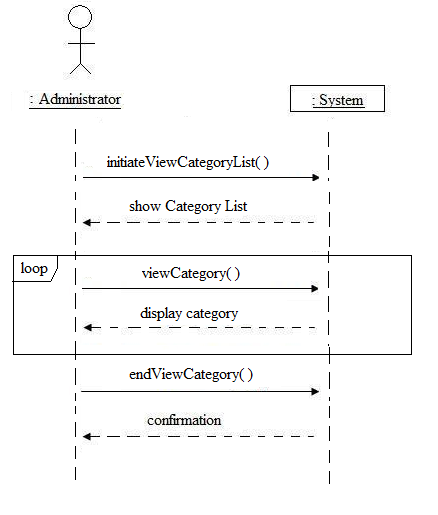 : Administrator
: System
initiateViewCategoryList( )
show Category List
loop
viewCategory( )
display category
endViewCategory( )
confirmation